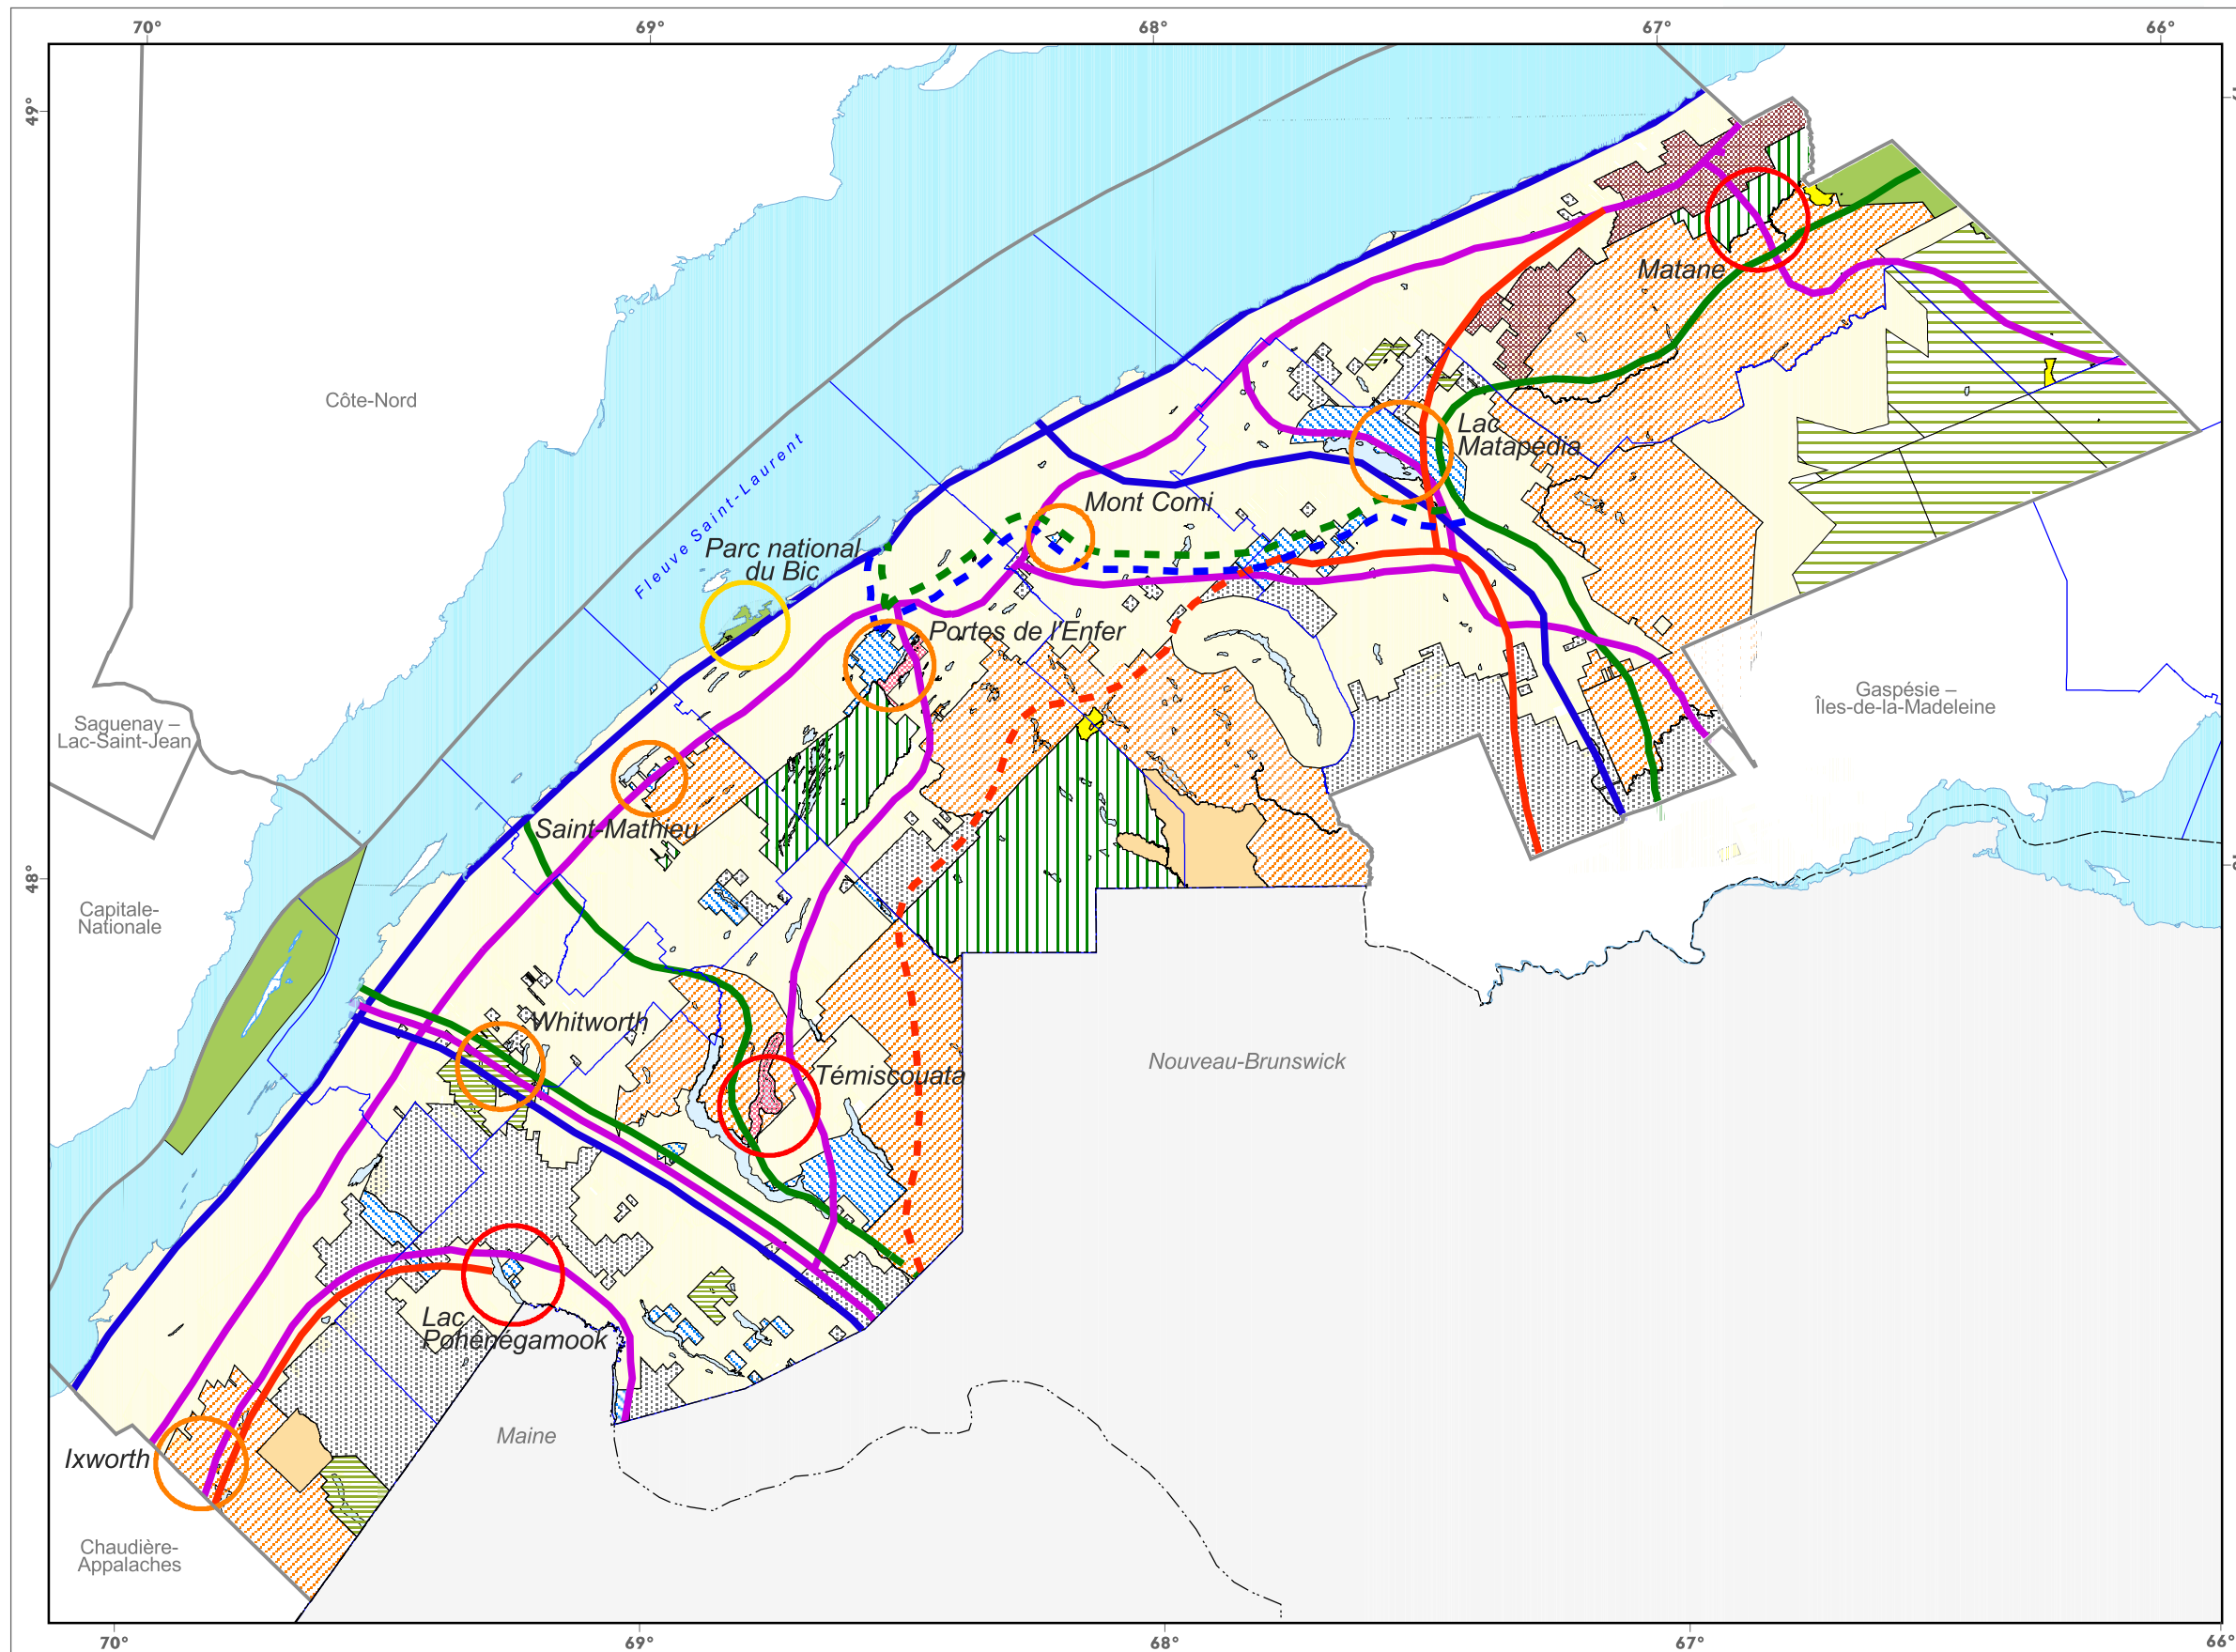 70°
69°
68°
67°
66°
49°
Côte-Nord
Matane
Lac
Matapédia
Mont Comi
Fleuve Saint-Laurent
Parc national
du Bic
Portes de l'Enfer
Saguenay –
Lac-Saint-Jean
Gaspésie –
Îles-de-la-Madeleine
Saint-Mathieu
48°
Capitale-
Nationale
Whitworth
Nouveau-Brunswick
Témiscouata
Lac
Pohénégamook
Maine
Ixworth
Chaudière-
Appalaches
70°
69°
68°
67°
66